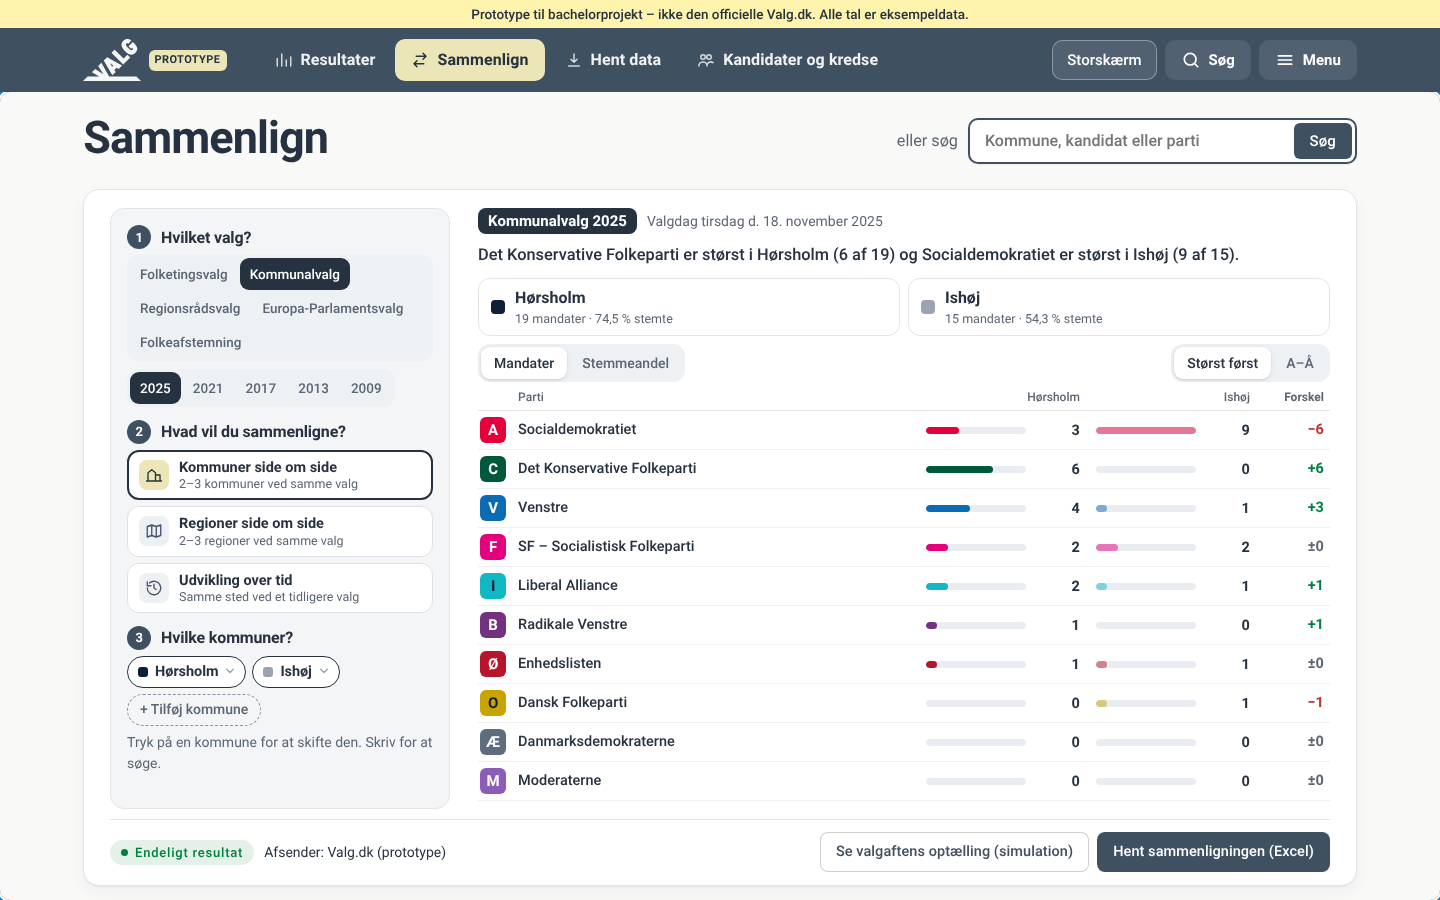 Prototype til bachelorprojekt – ikke den officielle Valg.dk. Alle tal er eksempeldata.
VALG PROTOTYPE Resultater Sammenlign Hent data Kandidater og kredse Storskærm Søg Menu
Sammenlign
eller søg Kommune, kandidat eller parti Søg
1 Hvilket valg?
Folketingsvalg Kommunalvalg
Regionsrådsvalg Europa-Parlamentsvalg
Folkeafstemning
2025 2021 2017 2013 2009
2 Hvad vil du sammenligne?
Kommuner side om side
2–3 kommuner ved samme valg
Regioner side om side
2–3 regioner ved samme valg
Udvikling over tid
Samme sted ved et tidligere valg
3 Hvilke kommuner?
Hørsholm Ishøj
+ Tilføj kommune
Tryk på en kommune for at skifte den. Skriv for at
søge.
Kommunalvalg 2025 Valgdag tirsdag d. 18. november 2025
Det Konservative Folkeparti er størst i Hørsholm (6 af 19) og Socialdemokratiet er størst i Ishøj (9 af 15).
Hørsholm
19 mandater · 74,5 % stemte
Ishøj
15 mandater · 54,3 % stemte
Mandater Stemmeandel Størst først A–Å
Parti Hørsholm Ishøj Forskel
A Socialdemokratiet 3 9 −6
C Det Konservative Folkeparti 6 0 +6
V Venstre 4 1 +3
F SF – Socialistisk Folkeparti 2 2 ±0
I Liberal Alliance 2 1 +1
B Radikale Venstre 1 0 +1
Ø Enhedslisten 1 1 ±0
O Dansk Folkeparti 0 1 −1
Æ Danmarksdemokraterne 0 0 ±0
M Moderaterne 0 0 ±0
Endeligt resultat Afsender: Valg.dk (prototype) Se valgaftens optælling (simulation) Hent sammenligningen (Excel)